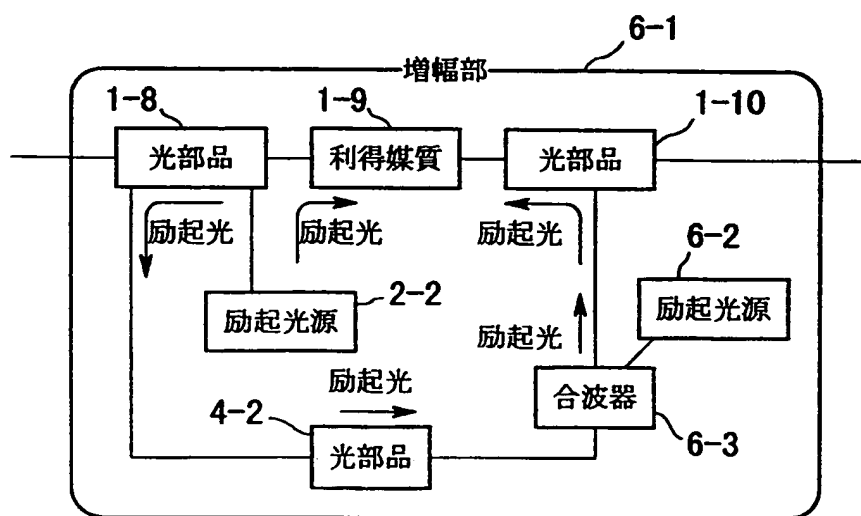 6-1
増幅部
1-8
1-9
1-10
光部品
利得媒質
光部品
励起光
励起光
励起光
6-2
励起光源
2-2
励起光源
励起光
励起光
4-2
合波器
6-3
光部品